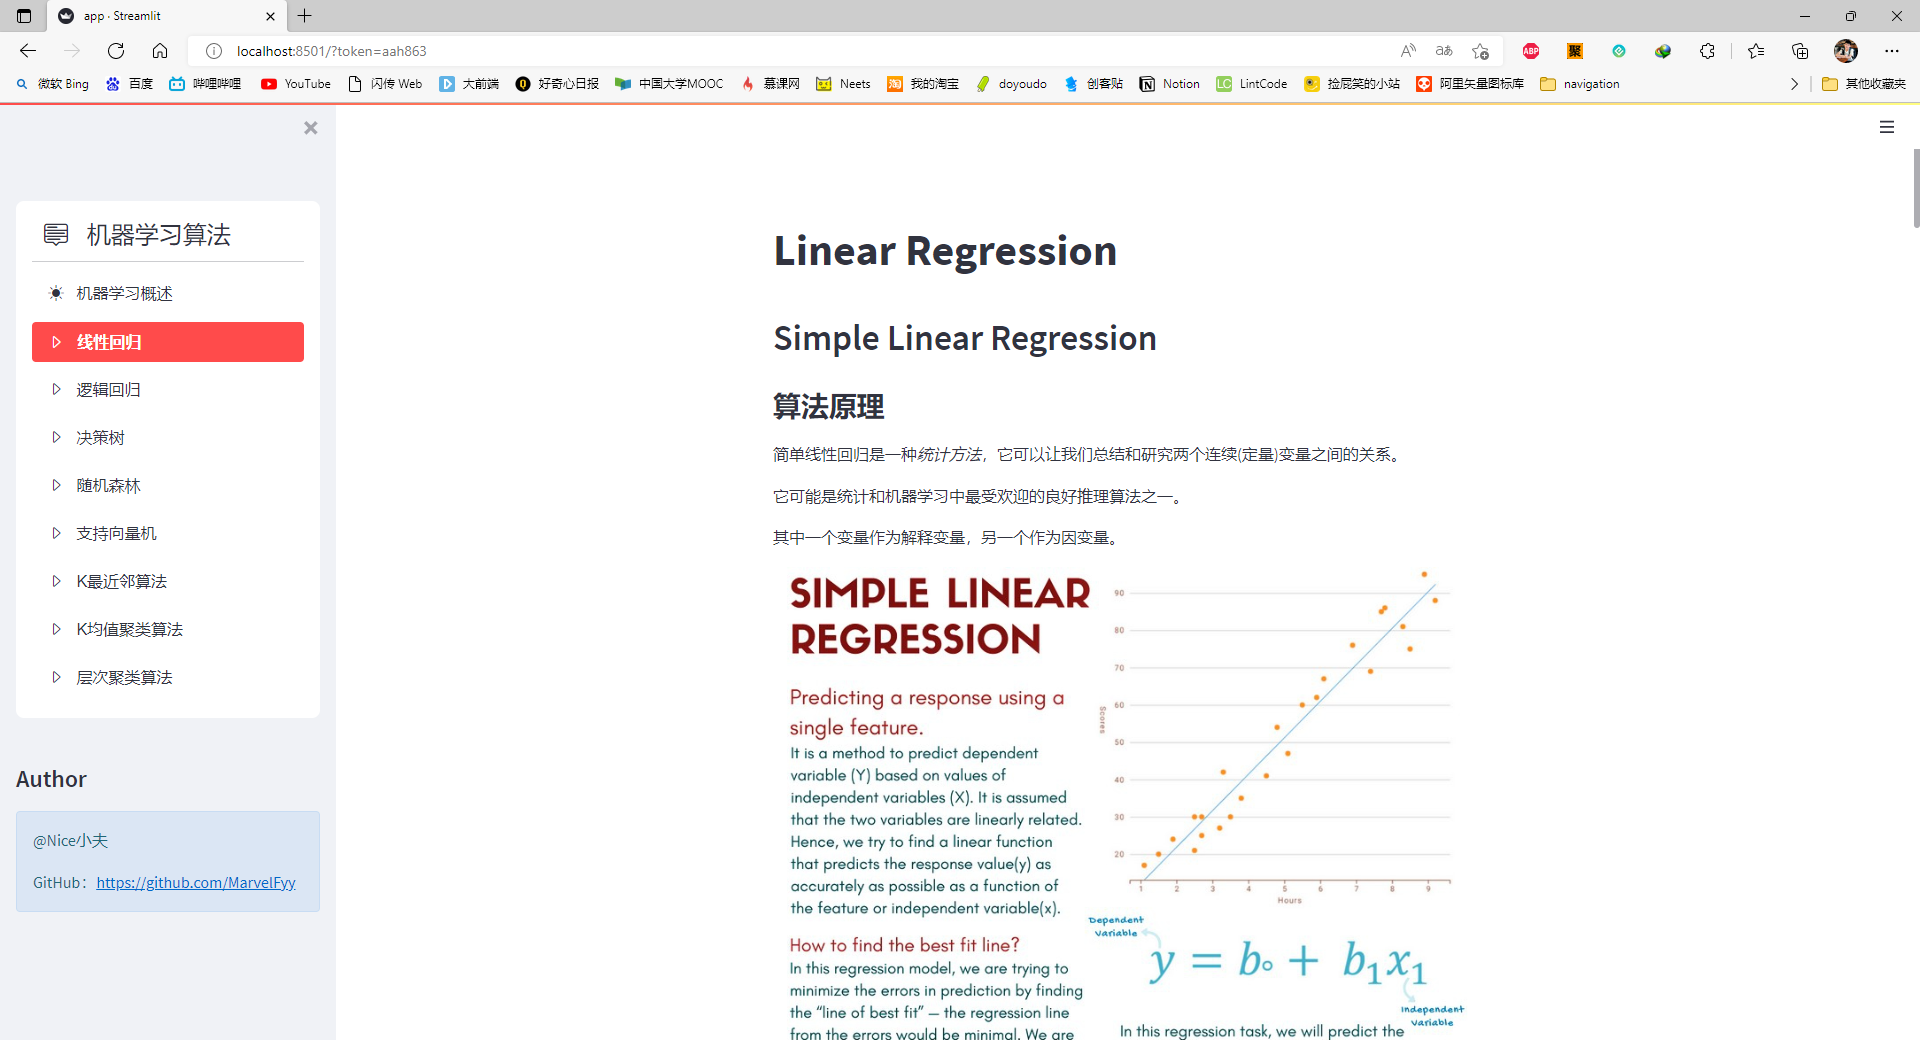 app · Streamlit
localhost:8501/?token=aah863
ABP
聚
微软 Bing
百度
哔哩哔哩
YouTube
闪传 Web
大前端
好奇心日报
中国大学MOOC
慕课网
Neets
淘
我的淘宝
doyoudo
创客贴
Notion
LC
LintCode
捡屁笑的小站
阿里矢量图标库
navigation
其他收藏夹
机器学习算法
机器学习概述
线性回归
逻辑回归
决策树
随机森林
支持向量机
K最近邻算法
K均值聚类算法
层次聚类算法
Author
@Nice小夫
GitHub：https://github.com/MarvelFyy
Linear Regression
Simple Linear Regression
算法原理
简单线性回归是一种统计方法，它可以让我们总结和研究两个连续(定量)变量之间的关系。
它可能是统计和机器学习中最受欢迎的良好推理算法之一。
其中一个变量作为解释变量，另一个作为因变量。
SIMPLE LINEAR
REGRESSION
Predicting a response using a
single feature.
It is a method to predict dependent
variable (Y) based on values of
independent variables (X). It is assumed
that the two variables are linearly related.
Hence, we try to find a linear function
that predicts the response value(y) as
accurately as possible as a function of
the feature or independent variable(x).
How to find the best fit line?
In this regression model, we are trying to
minimize the errors in prediction by finding
the “line of best fit” — the regression line
from the errors would be minimal. We are
90
80
70
60
50
40
30
20
Scores
1 2 3 4 5 6 7 8 9
Hours
Dependent
Variable
y = b₀ + b₁x₁
Independent
Variable
In this regression task, we will predict the